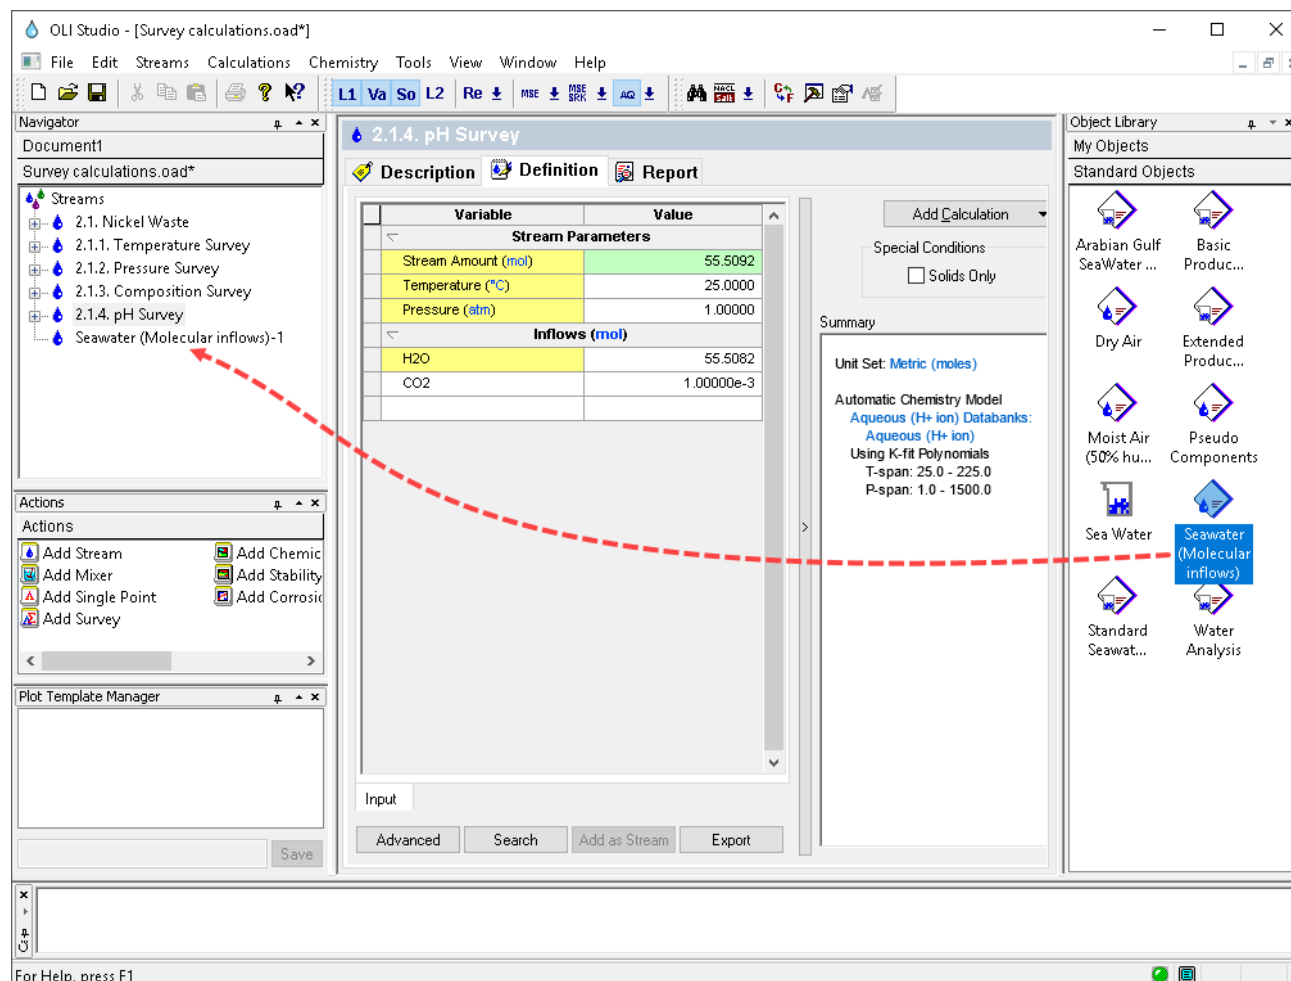 OLI Studio - [Survey calculations.oad*]
File Edit Streams Calculations Chemistry Tools View Window Help
L1 Va So L2 Re MSE MSE SRK AQ NACL Salt
Navigator
Document1
Survey calculations.oad*
Streams
2.1. Nickel Waste
2.1.1. Temperature Survey
2.1.2. Pressure Survey
2.1.3. Composition Survey
2.1.4. pH Survey
Seawater (Molecular inflows)-1
Actions
Actions
Add Stream
Add Chemic
Add Mixer
Add Stability
Add Single Point
Add Corrosic
Add Survey
Plot Template Manager
Save
2.1.4. pH Survey
Description Definition Report
Variable Value
Stream Parameters
Stream Amount (mol) 55.5092
Temperature (°C) 25.0000
Pressure (atm) 1.00000
Inflows (mol)
H2O 55.5082
CO2 1.00000e-3
Input
Advanced Search Add as Stream Export
Add Calculation
Special Conditions
Solids Only
Summary
Unit Set: Metric (moles)
Automatic Chemistry Model
Aqueous (H+ ion) Databanks:
Aqueous (H+ ion)
Using K-fit Polynomials
T-span: 25.0 - 225.0
P-span: 1.0 - 1500.0
Object Library
My Objects
Standard Objects
Arabian Gulf
SeaWater ...
Basic
Produc...
Dry Air
Extended
Produc...
Moist Air
(50% hu...
Pseudo
Components
Sea Water
Seawater
(Molecular
inflows)
Standard
Seawat...
Water
Analysis
For Help, press F1